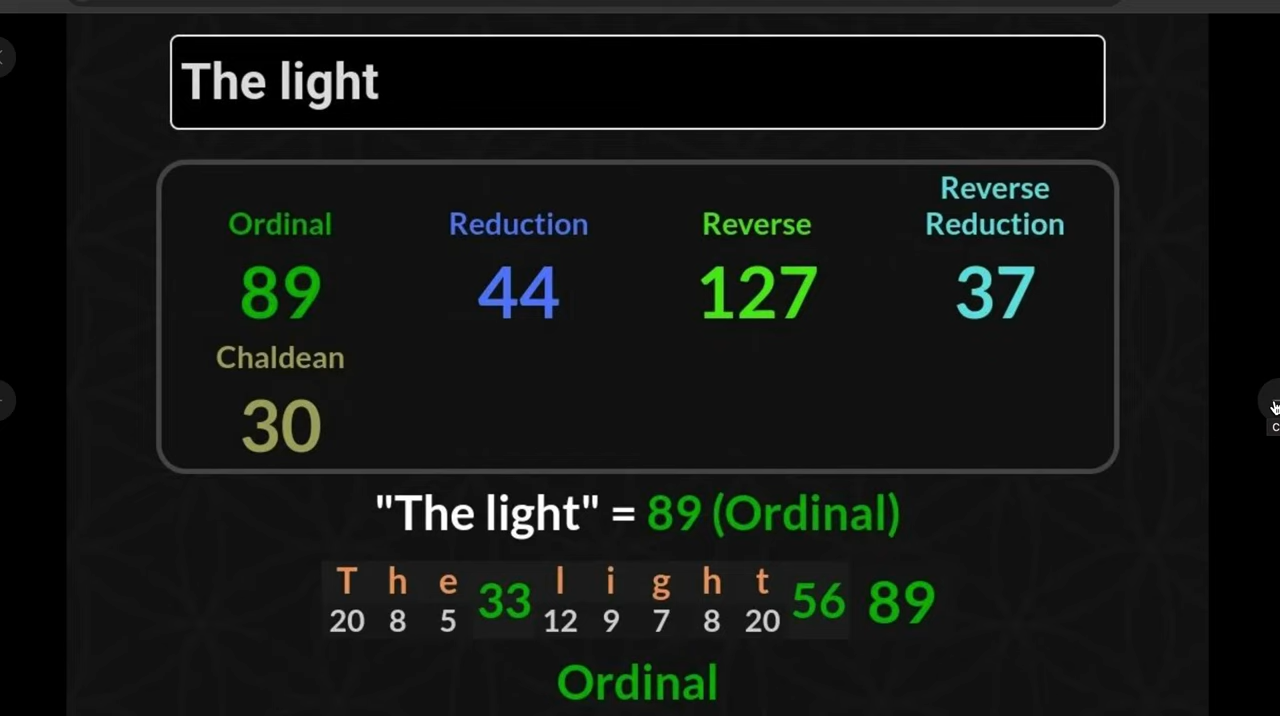 The light
Ordinal Reduction Reverse Reverse Reduction
89 44 127 37
Chaldean
30
"The light" = 89 (Ordinal)
T h e 33 l i g h t 56 89
20 8 5 12 9 7 8 20
Ordinal